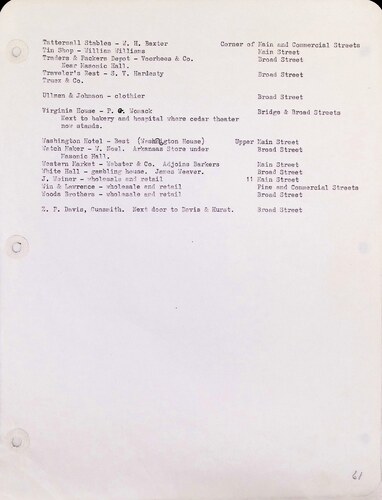 Tattersall Stables - J. H. Baxter Corner of Main and Commercial Streets
Tin Shop - William Williams Main Street
Traders & Packers Depot - Voorhees & Co. Broad Street
Near Masonic Hall.
Traveler's Rest - S. V. Hardesty Broad Street
Truex & Co.
Ullman & Johnson - clothier Broad Street
Virginia House - P. G. Womack Bridge & Broad Streets
Next to bakery and hospital where cedar theater
now stands.
Washington Hotel - Best (Washington House) Upper Main Street
Watch Maker - W. Noel. Arkansas Store under Broad Street
Masonic Hall.
Western Market - Webster & Co. Adjoins Barkers Main Street
White Hall - gambling house. James Weaver. Broad Street
J. Weiner - wholesale and retail 11 Main Street
Win & Lawrence - wholesale and retail Pine and Commercial Streets
Woods Brothers - wholesale and retail Broad Street
P. Davis, Gunsmith. Next door to Davis & Hurst. Broad Street
61